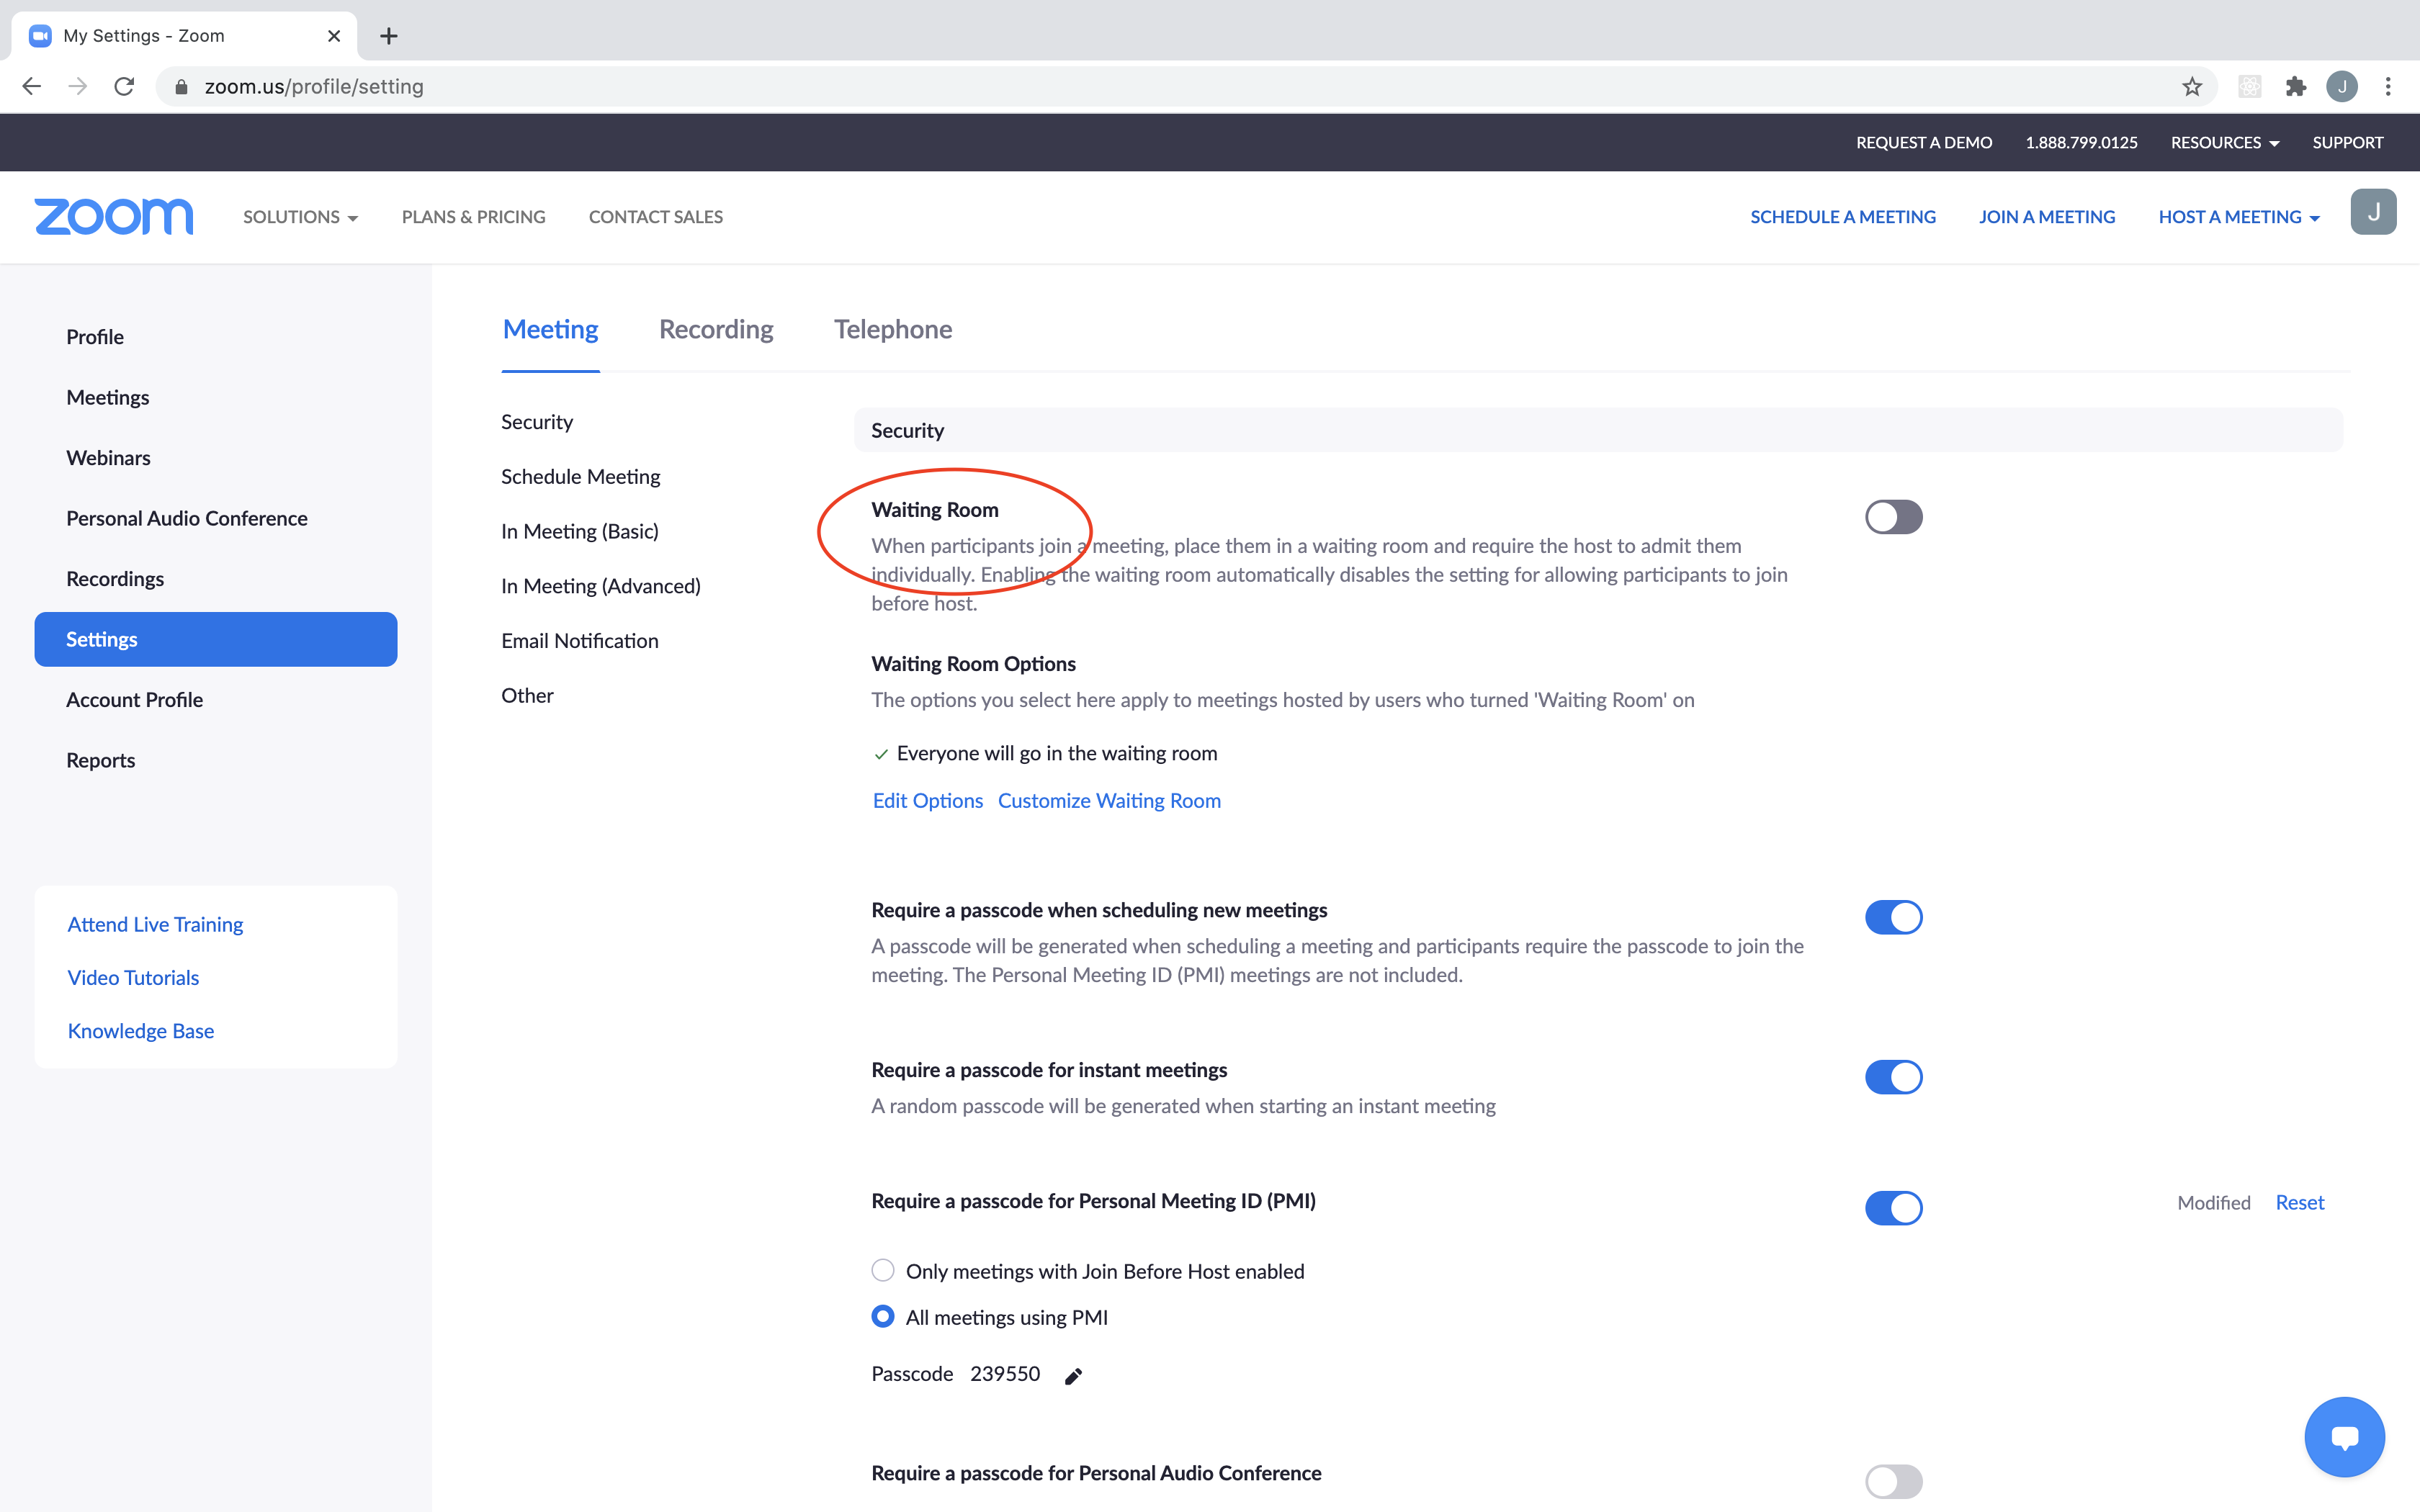 My Settings - Zoom
zoom.us/profile/setting
J
REQUEST A DEMO 1.888.799.0125 RESOURCES SUPPORT
zoom SOLUTIONS PLANS & PRICING CONTACT SALES SCHEDULE A MEETING JOIN A MEETING HOST A MEETING J
Profile
Meetings
Webinars
Personal Audio Conference
Recordings
Settings
Account Profile
Reports
Attend Live Training
Video Tutorials
Knowledge Base
Meeting Recording Telephone
Security
Schedule Meeting
In Meeting (Basic)
In Meeting (Advanced)
Email Notification
Other
Security
Waiting Room
When participants join a meeting, place them in a waiting room and require the host to admit them
individually. Enabling the waiting room automatically disables the setting for allowing participants to join
before host.
Waiting Room Options
The options you select here apply to meetings hosted by users who turned 'Waiting Room' on
Everyone will go in the waiting room
Edit Options Customize Waiting Room
Require a passcode when scheduling new meetings
A passcode will be generated when scheduling a meeting and participants require the passcode to join the
meeting. The Personal Meeting ID (PMI) meetings are not included.
Require a passcode for instant meetings
A random passcode will be generated when starting an instant meeting
Require a passcode for Personal Meeting ID (PMI) Modified Reset
Only meetings with Join Before Host enabled
All meetings using PMI
Passcode 239550
Require a passcode for Personal Audio Conference